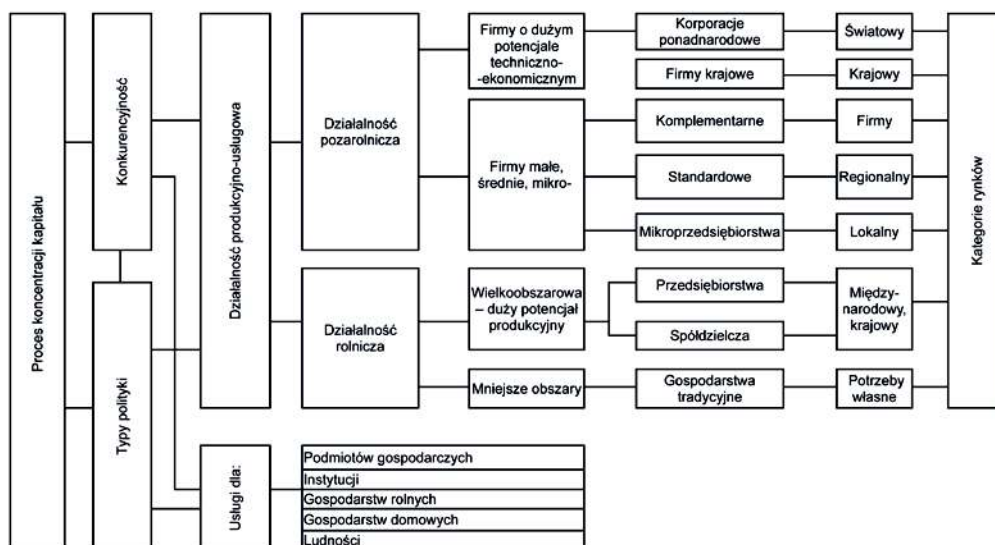 Proces koncentracji kapitału
Konkurencyjność
Typy polityki
Działalność produkcyjno-usługowa
Usługi dla:
Działalność
pozarolnicza
Działalność
rolnicza
Podmiotów gospodarczych
Instytucji
Gospodarstw rolnych
Gospodarstw domowych
Ludności
Firmy o dużym
potencjale
techniczno-
-ekonomicznym
Firmy małe,
średnie, mikro-
Wielkoobszarowa
– duży potencjał
produkcyjny
Mniejsze obszary
Korporacje
ponadnarodowe
Firmy krajowe
Komplementarne
Standardowe
Mikroprzedsiębiorstwa
Przedsiębiorstwa
Spółdzielcza
Gospodarstwa
tradycyjne
Światowy
Krajowy
Firmy
Regionalny
Lokalny
Między-
narodowy,
krajowy
Potrzeby
własne
Kategorie rynków